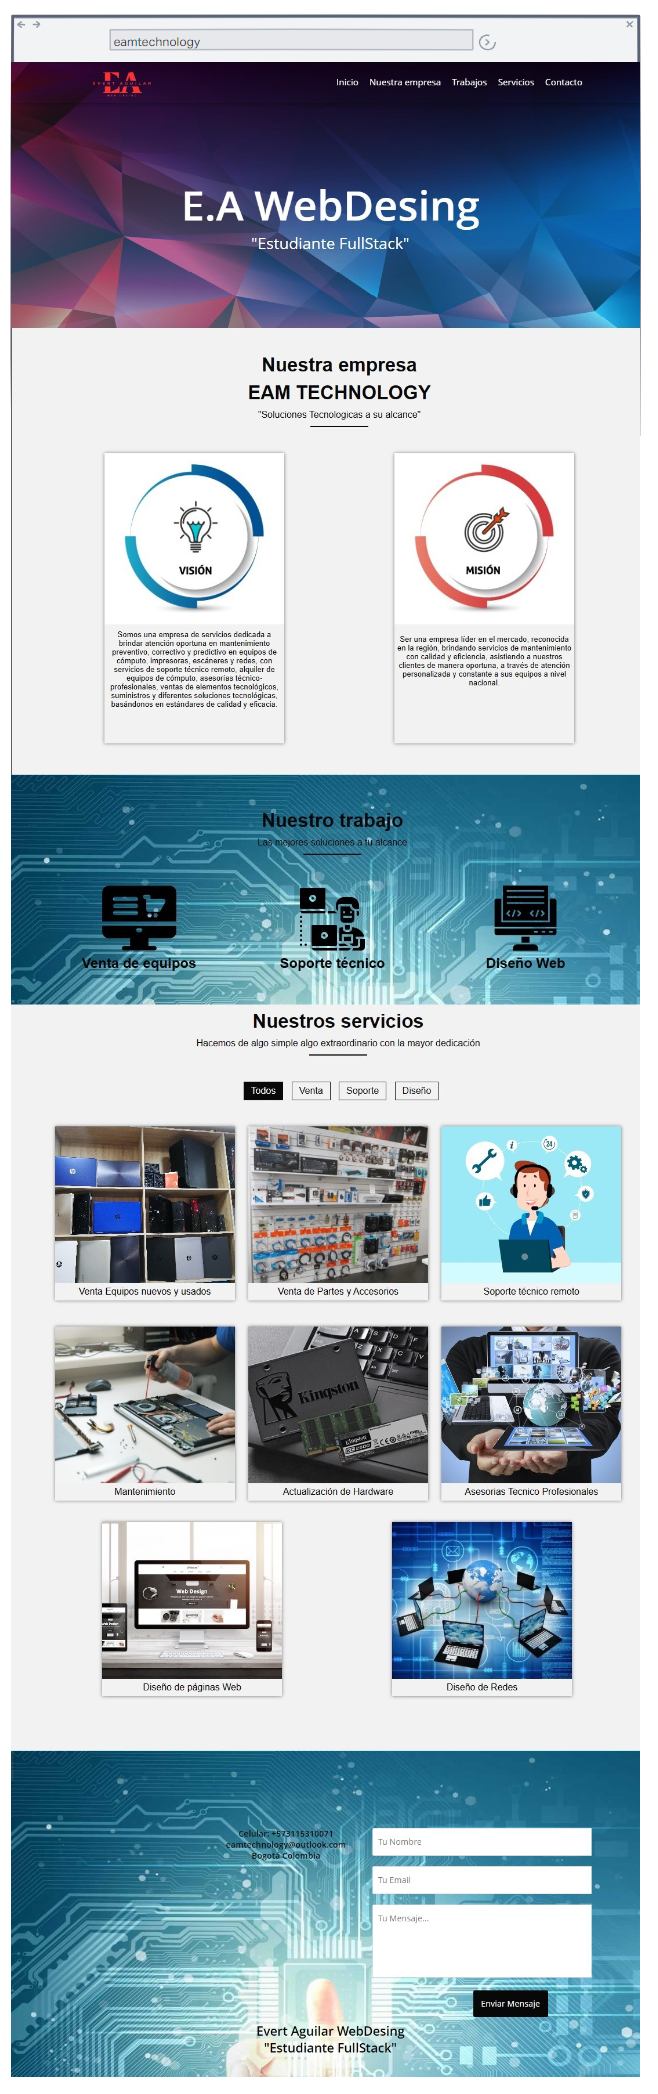 eamtechnology
EA
EVERT AGUILAR
Inicio Nuestra empresa Trabajos Servicios Contacto
E.A WebDesing
"Estudiante FullStack"
Nuestra empresa
EAM TECHNOLOGY
"Soluciones Tecnologicas a su alcance"
VISIÓN
MISIÓN
Somos una empresa de servicios dedicada a
brindar atención oportuna en mantenimiento
preventivo, correctivo y predictivo en equipos de
cómputo, impresoras, escáneres y redes, con
servicios de soporte técnico remoto, alquiler de
equipos de cómputo, asesorías técnico-
profesionales, ventas de elementos tecnológicos,
suministros y diferentes soluciones tecnológicas,
basándonos en estándares de calidad y eficacia.
Ser una empresa líder en el mercado, reconocida
en la región, brindando servicios de mantenimiento
con calidad y eficiencia, asistiendo a nuestros
clientes de manera oportuna, a través de atención
personalizada y constante a sus equipos a nivel
nacional.
Nuestro trabajo
Las mejores soluciones a tu alcance
Venta de equipos
Soporte técnico
Diseño Web
Nuestros servicios
Hacemos de algo simple algo extraordinario con la mayor dedicación
Todos Venta Soporte Diseño
24
Venta Equipos nuevos y usados
Venta de Partes y Accesorios
Soporte técnico remoto
Kingston
Kingston
Mantenimiento
Actualización de Hardware
Asesorias Tecnico Profesionales
Web Design
Diseño de páginas Web
Diseño de Redes
Celular: +573115310071
eamtechnology@outlook.com
Bogotá Colombia
Tu Nombre
Tu Email
Tu Mensaje...
Enviar Mensaje
Evert Aguilar WebDesing
"Estudiante FullStack"